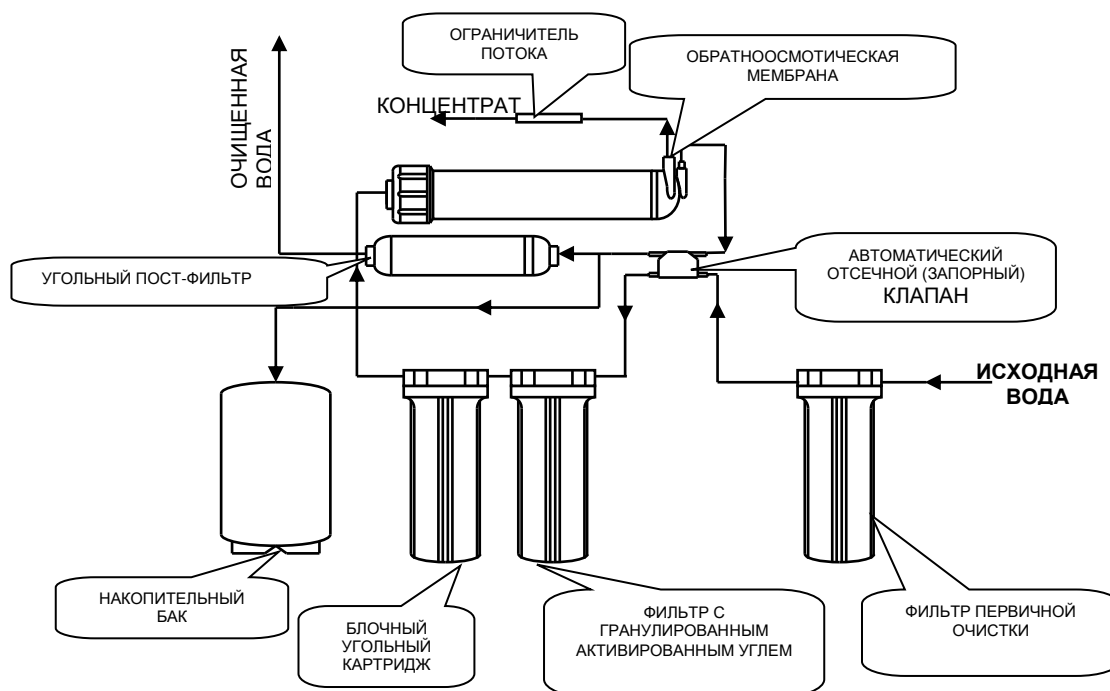 ОГРАНИЧИТЕЛЬ
ПОТОКА
ОБРАТНООСМОТИЧЕСКАЯ
МЕМБРАНА
КОНЦЕНТРАТ
ОЧИЩЕННАЯ
ВОДА
УГОЛЬНЫЙ ПОСТ-ФИЛЬТР
АВТОМАТИЧЕСКИЙ
ОТСЕЧНОЙ (ЗАПОРНЫЙ)
КЛАПАН
ИСХОДНАЯ
ВОДА
НАКОПИТЕЛЬНЫЙ
БАК
БЛОЧНЫЙ
УГОЛЬНЫЙ
КАРТРИДЖ
ФИЛЬТР С
ГРАНУЛИРОВАННЫМ
АКТИВИРОВАННЫМ УГЛЕМ
ФИЛЬТР ПЕРВИЧНОЙ
ОЧИСТКИ